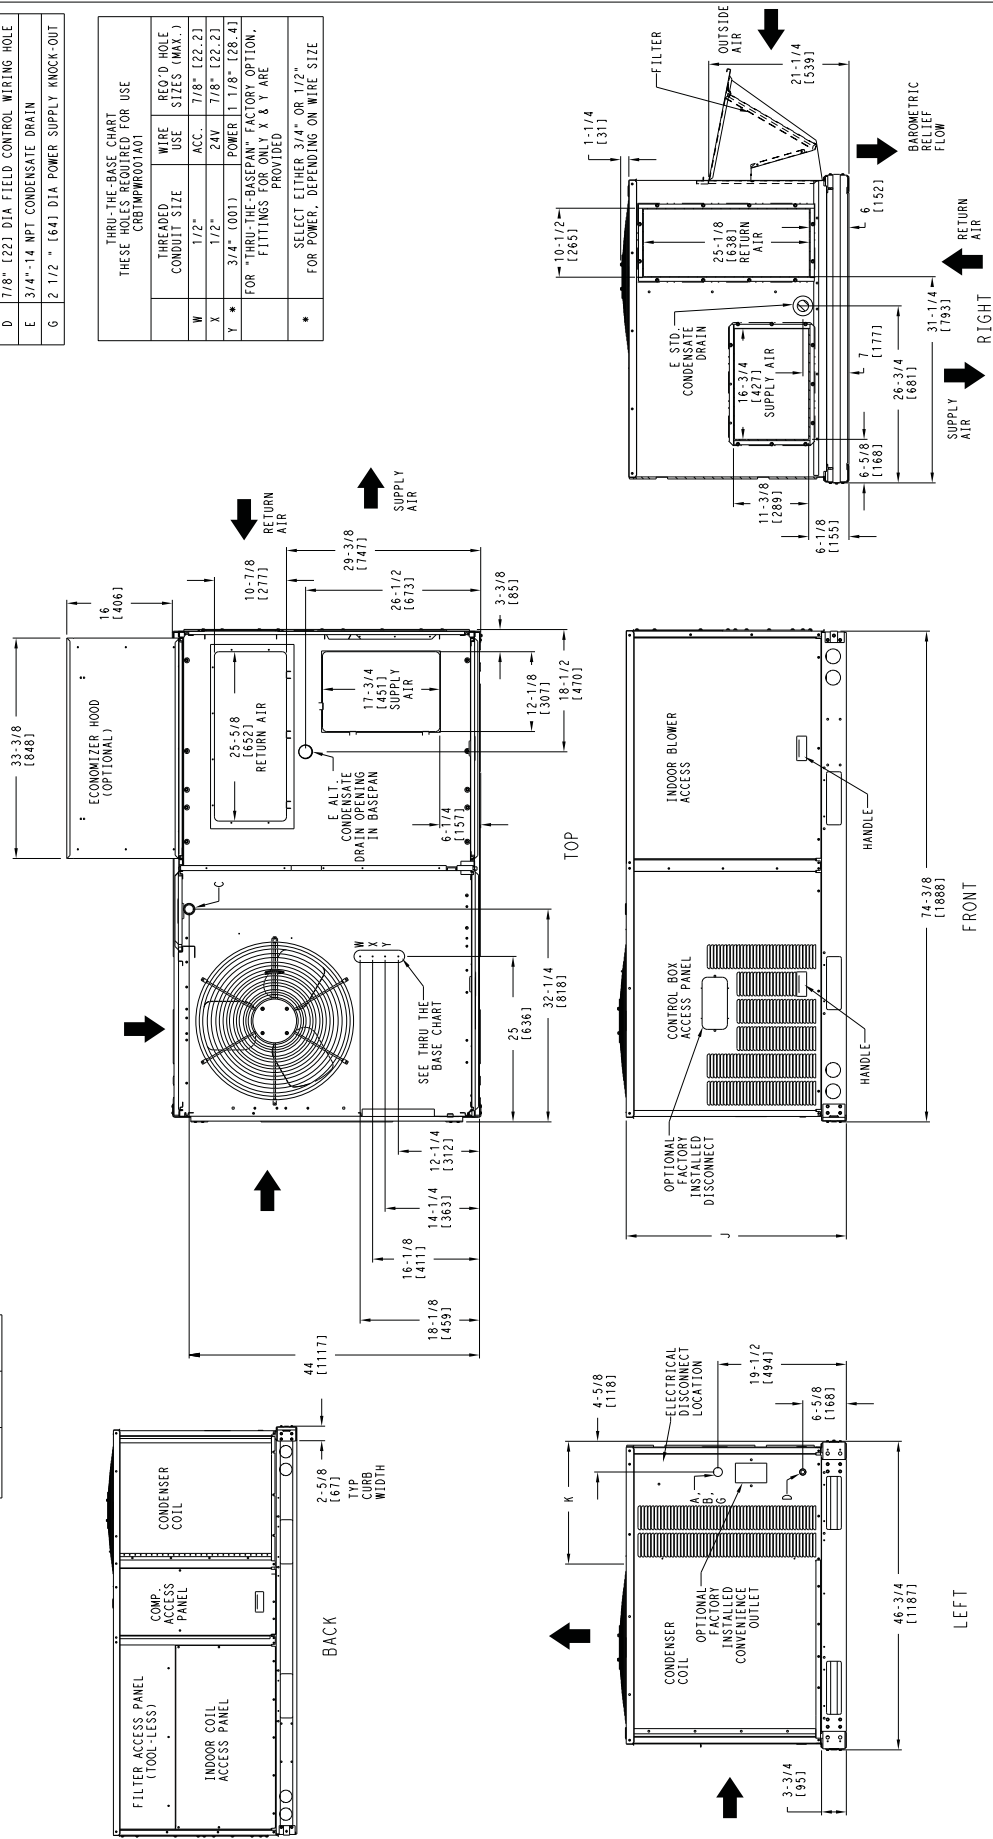 D 7/8" [22] DIA FIELD CONTROL WIRING HOLE
E 3/4"-14 NPT CONDENSATE DRAIN
G 2 1/2 " [64] DIA POWER SUPPLY KNOCK-OUT
THRU-THE-BASE CHART
THESE HOLES REQUIRED FOR USE
CRBTMPWR001A01
THREADED CONDUIT SIZE WIRE USE REQ'D HOLE SIZES (MAX.)
W 1/2" ACC. 7/8" [22.2]
X 1/2" 24V 7/8" [22.2]
Y * 3/4" (001) POWER 1 1/8" [28.4]
FOR "THRU-THE-BASEPAN" FACTORY OPTION,
FITTINGS FOR ONLY X & Y ARE
PROVIDED
* SELECT EITHER 3/4" OR 1/2"
FOR POWER, DEPENDING ON WIRE SIZE
FILTER ACCESS PANEL
(TOOL-LESS)
INDOOR COIL
ACCESS PANEL
COMP.
ACCESS
PANEL
CONDENSER
COIL
2-5/8
[67]
TYP
CURB
WIDTH
BACK
33-3/8
[848]
16
[406]
ECONOMIZER HOOD
(OPTIONAL)
25-5/8
[652]
RETURN AIR
17-3/4
[451]
SUPPLY
AIR
E ALT.
CONDENSATE
DRAIN OPENING
IN BASEPAN
RETURN
AIR
10-7/8
[277]
SUPPLY
AIR
29-3/8
[747]
26-1/2
[673]
3-3/8
[85]
12-1/8
[307]
18-1/2
[470]
6-1/4
[157]
C
W
X
Y
SEE THRU THE
BASE CHART
25
[636]
32-1/4
[818]
12-1/4
[312]
14-1/4
[363]
16-1/8
[411]
18-1/8
[459]
44
[1117]
TOP
FILTER
OUTSIDE
AIR
1-1/4
[31]
21-1/4
[539]
10-1/2
[265]
25-1/8
[638]
RETURN
AIR
E STD.
CONDENSATE
DRAIN
16-3/4
[427]
SUPPLY AIR
11-3/8
[289]
6-1/8
[155]
6-5/8
[168]
7
[177]
26-3/4
[681]
31-1/4
[793]
6
[152]
BAROMETRIC
RELIEF
FLOW
RETURN
AIR
SUPPLY
AIR
RIGHT
CONDENSER
COIL
OPTIONAL
FACTORY
INSTALLED
CONVENIENCE
OUTLET
A,
B,
G
D
K
ELECTRICAL
DISCONNECT
LOCATION
4-5/8
[118]
19-1/2
[494]
6-5/8
[168]
3-3/4
[95]
46-3/4
[1187]
LEFT
J
OPTIONAL
FACTORY
INSTALLED
DISCONNECT
CONTROL BOX
ACCESS PANEL
INDOOR BLOWER
ACCESS
HANDLE
HANDLE
74-3/8
[1888]
FRONT